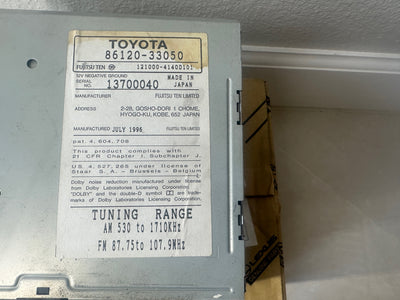 TOYOTA
86120-33050
FUJITSU TEN 121000-41400101
12V NEGATIVE GROUND
SERIAL NO. 13700040 MADE IN JAPAN
MANUFACTURER FUJITSU TEN LIMITED
ADDRESS 2-28, GOSHO-DORI 1 CHOME,
HYOGO-KU, KOBE, 652 JAPAN
MANUFACTURED JULY 1996 FUJITSU TEN LIMITED
pat. 4, 604, 708
This product complies with
21 CFR Chapter I, Subchapter J.
U.S. 4, 527, 265 under license of
Staar S. A. - Brussels - Belgium
Dolby noise reduction manufactured under license
from Dolby Laboratories Licensing Corporation.
"DOLBY" and the double-D symbol are trade-
marks of Dolby Laboratories Licensing Corporation.
TUNING RANGE
AM 530 to 1710KHz
FM 87.75 to 107.9MHz